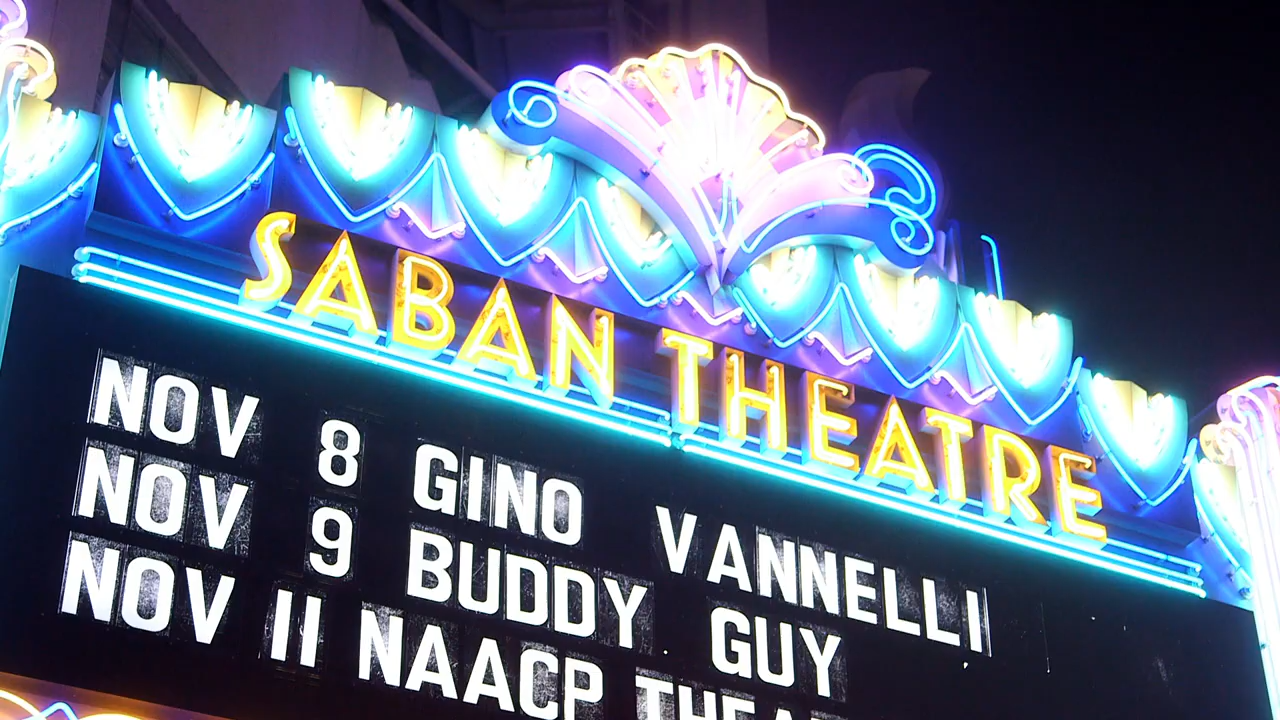 SABAN THEATRE
NOV 8 GINO VANNELLI
NOV 9 BUDDY GUY
NOV 11 NAACP